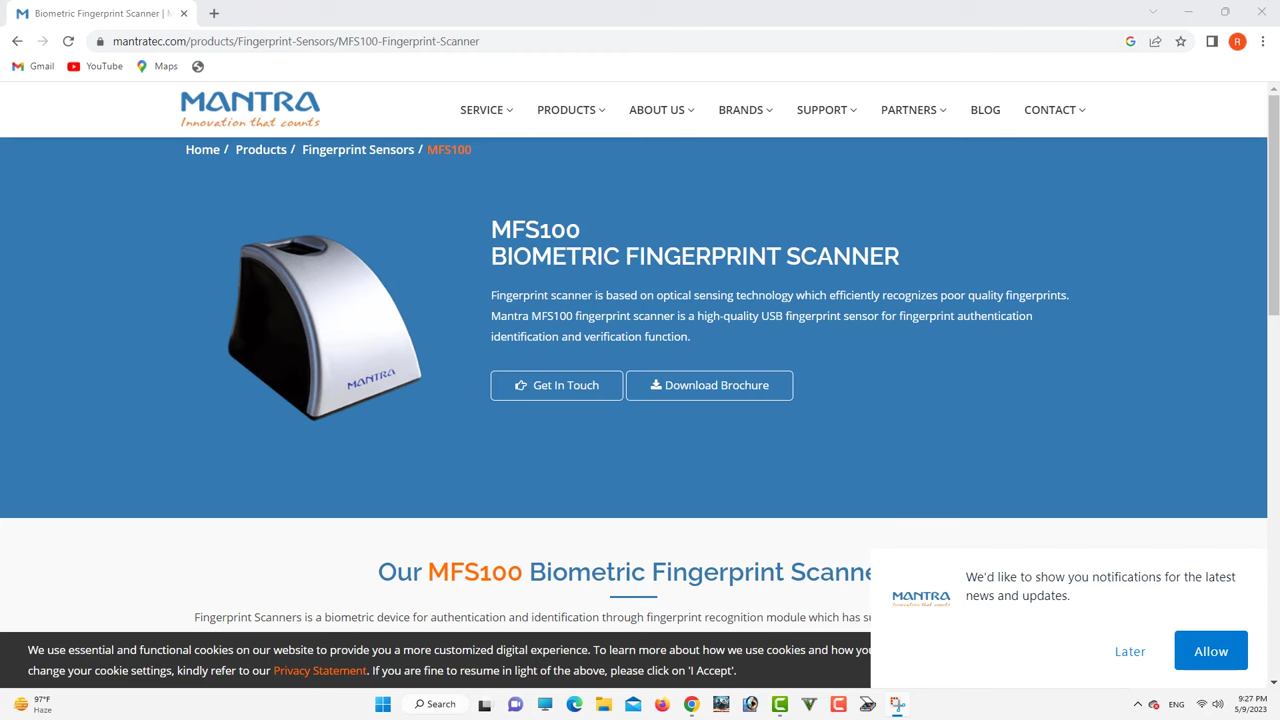 Biometric Fingerprint Scanner | M
mantratec.com/products/Fingerprint-Sensors/MFS100-Fingerprint-Scanner
R
Gmail YouTube Maps
MANTRA
Innovation that counts
SERVICE PRODUCTS ABOUT US BRANDS SUPPORT PARTNERS BLOG CONTACT
Home / Products / Fingerprint Sensors / MFS100
MFS100
BIOMETRIC FINGERPRINT SCANNER
Fingerprint scanner is based on optical sensing technology which efficiently recognizes poor quality fingerprints.
Mantra MFS100 fingerprint scanner is a high-quality USB fingerprint sensor for fingerprint authentication
identification and verification function.
MANTRA
Get In Touch Download Brochure
Our MFS100 Biometric Fingerprint Scanne
Fingerprint Scanners is a biometric device for authentication and identification through fingerprint recognition module which has su
We'd like to show you notifications for the latest
news and updates.
MANTRA
Innovation that counts
Later Allow
We use essential and functional cookies on our website to provide you a more customized digital experience. To learn more about how we use cookies and how you
change your cookie settings, kindly refer to our Privacy Statement. If you are fine to resume in light of the above, please click on 'I Accept'.
97°F
Haze
Search
ENG
9:27 PM
5/9/2023